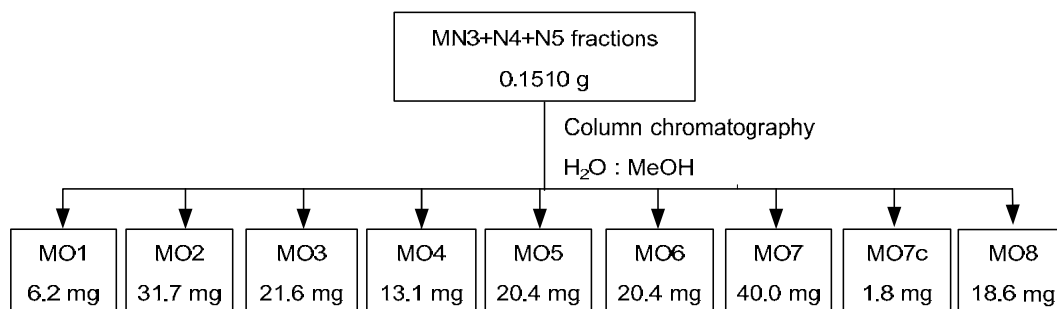 MN3+N4+N5 fractions
0.1510 g
Column chromatography
H₂O : MeOH
MO1
6.2 mg
MO2
31.7 mg
MO3
21.6 mg
MO4
13.1 mg
MO5
20.4 mg
MO6
20.4 mg
MO7
40.0 mg
MO7c
1.8 mg
MO8
18.6 mg